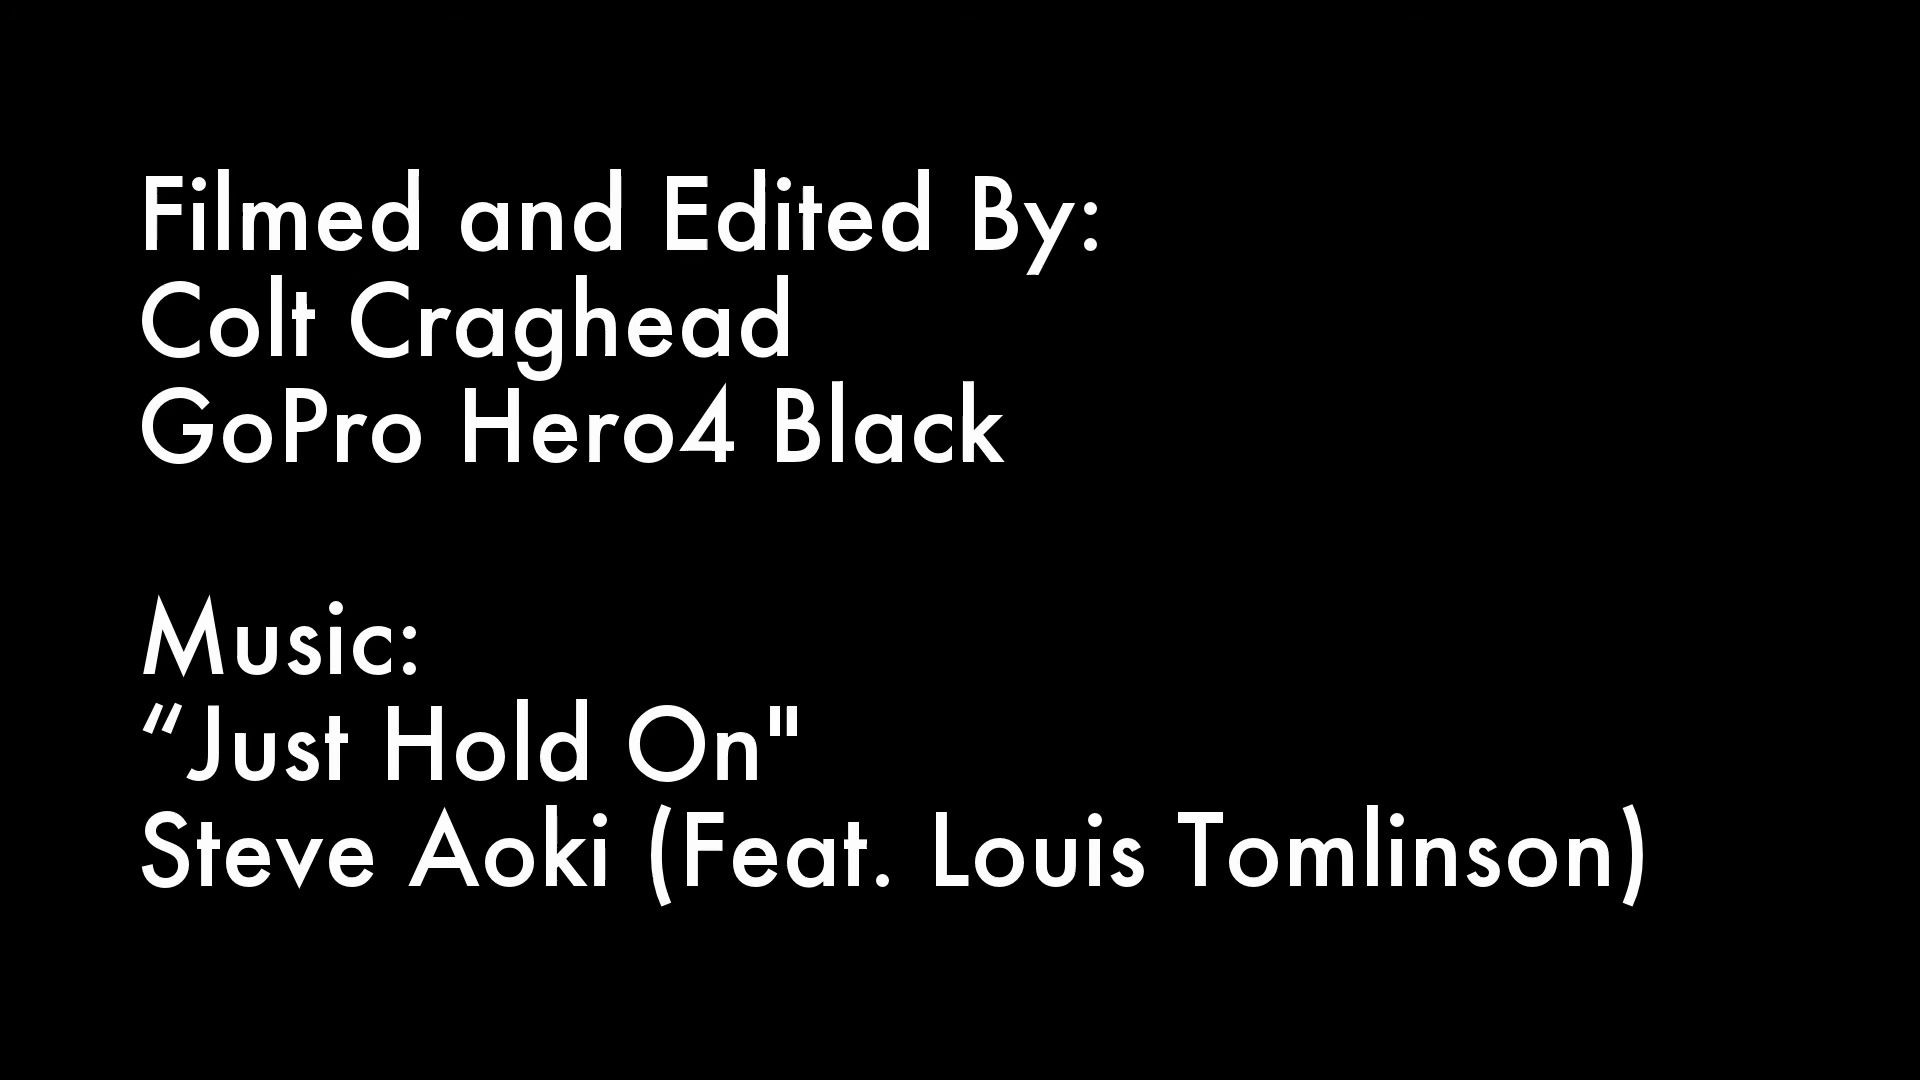 Filmed and Edited By:
Colt Craghead
GoPro Hero4 Black
Music:
“Just Hold On"
Steve Aoki (Feat. Louis Tomlinson)